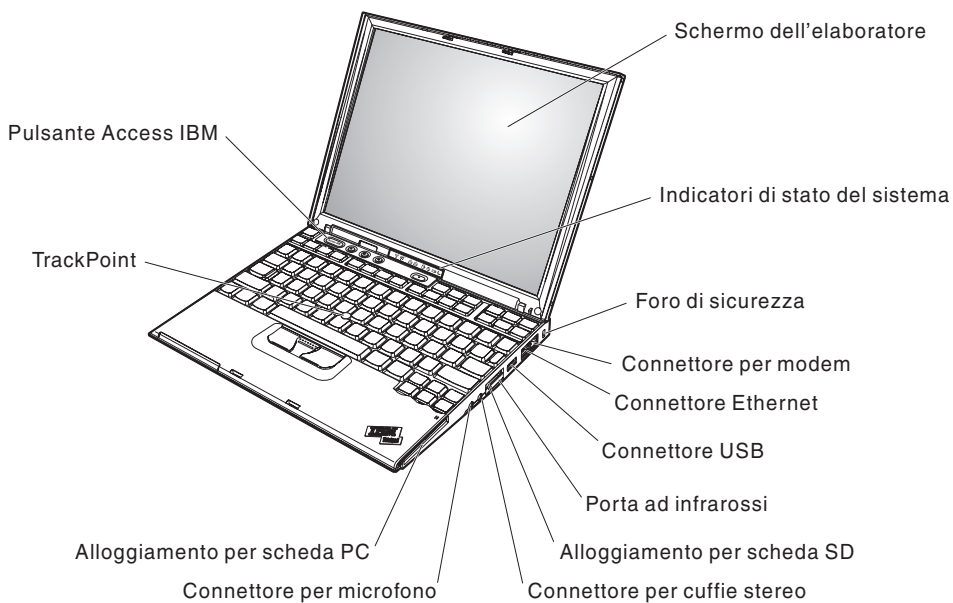 Schermo dell'elaboratore
Pulsante Access IBM
Indicatori di stato del sistema
TrackPoint
Foro di sicurezza
Connettore per modem
Connettore Ethernet
Connettore USB
Porta ad infrarossi
Alloggiamento per scheda PC
Alloggiamento per scheda SD
Connettore per microfono
Connettore per cuffie stereo